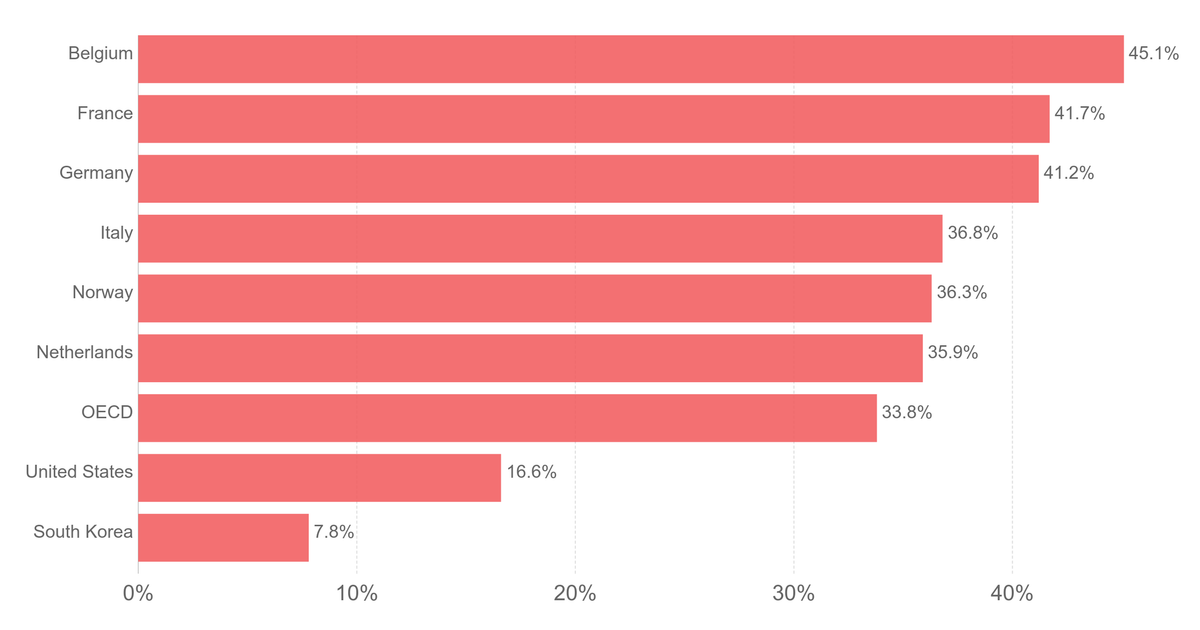 Belgium 45.1%
France 41.7%
Germany 41.2%
Italy 36.8%
Norway 36.3%
Netherlands 35.9%
OECD 33.8%
United States 16.6%
South Korea 7.8%
0% 10% 20% 30% 40%